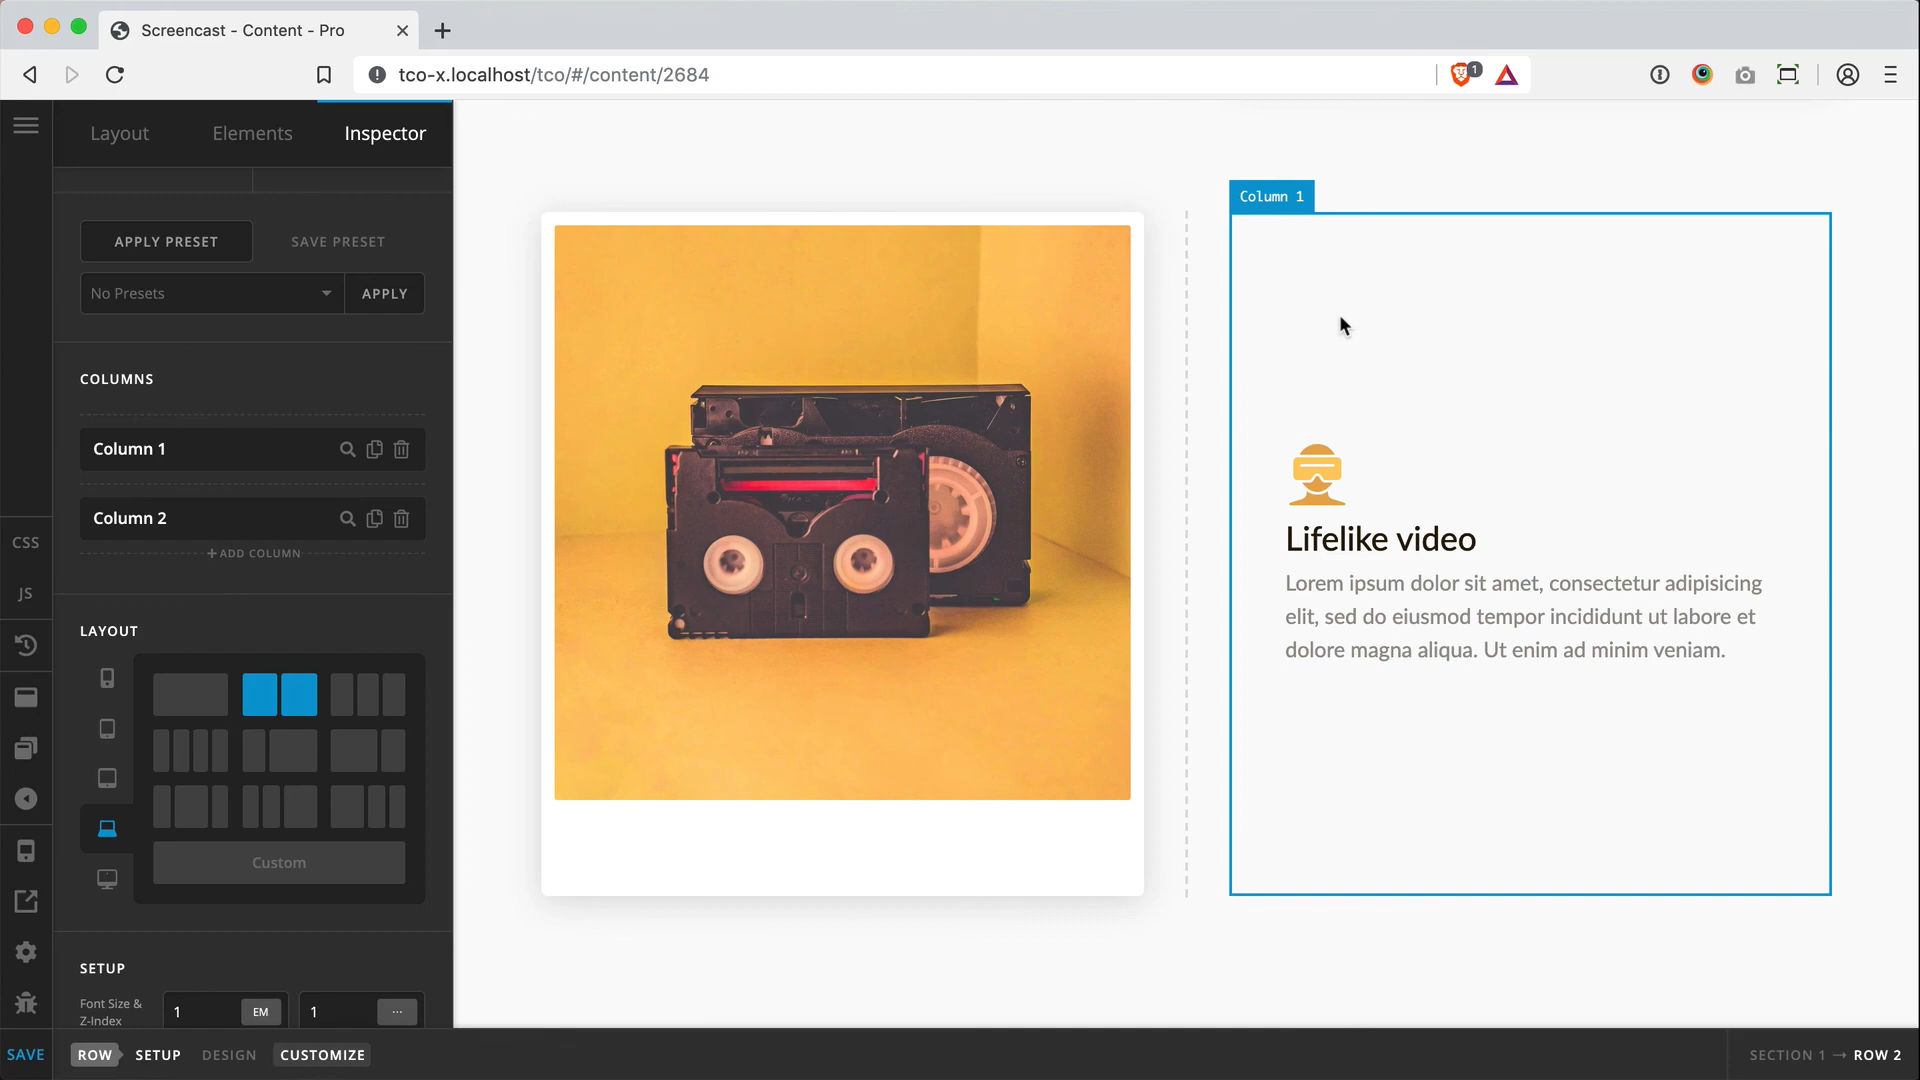 Screencast - Content - Pro
tco-x.localhost/tco/#/content/2684
1
Layout
Elements
Inspector
APPLY PRESET
SAVE PRESET
No Presets
APPLY
COLUMNS
Column 1
Column 2
+ ADD COLUMN
CSS
JS
LAYOUT
Custom
SETUP
Font Size &
Z-Index
1
EM
1
...
Column 1
Lifelike video
Lorem ipsum dolor sit amet, consectetur adipisicing
elit, sed do eiusmod tempor incididunt ut labore et
dolore magna aliqua. Ut enim ad minim veniam.
SAVE
ROW
SETUP
DESIGN
CUSTOMIZE
SECTION 1 → ROW 2